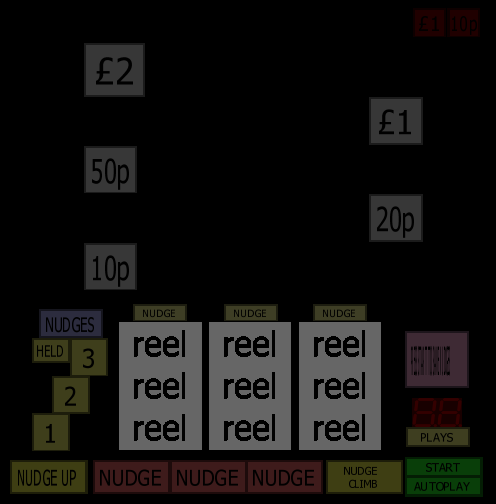 £1 10p
£2
£1
50p
20p
10p
NUDGES
NUDGE NUDGE NUDGE
HELD 3
reel reel reel
2
reel reel reel
1
reel reel reel
PLAYS
NUDGE UP
NUDGE NUDGE NUDGE
NUDGE
CLIMB
START
AUTOPLAY